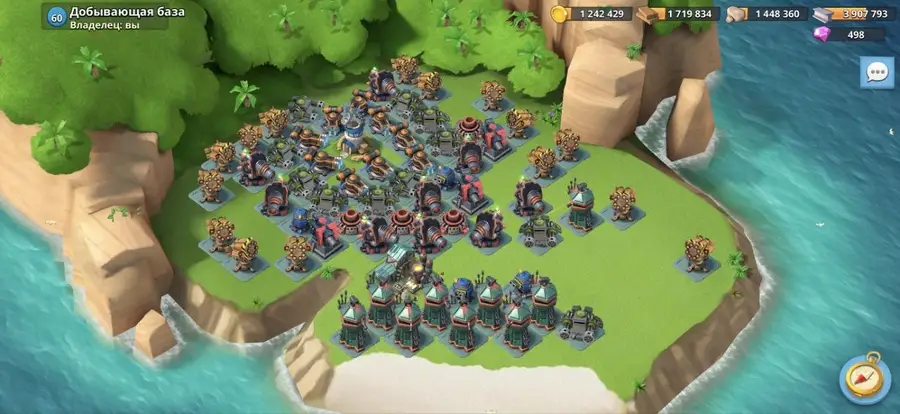 60
Добывающая база
Владелец: вы
1 242 429
1 719 834
1 448 360
3 907 793
498